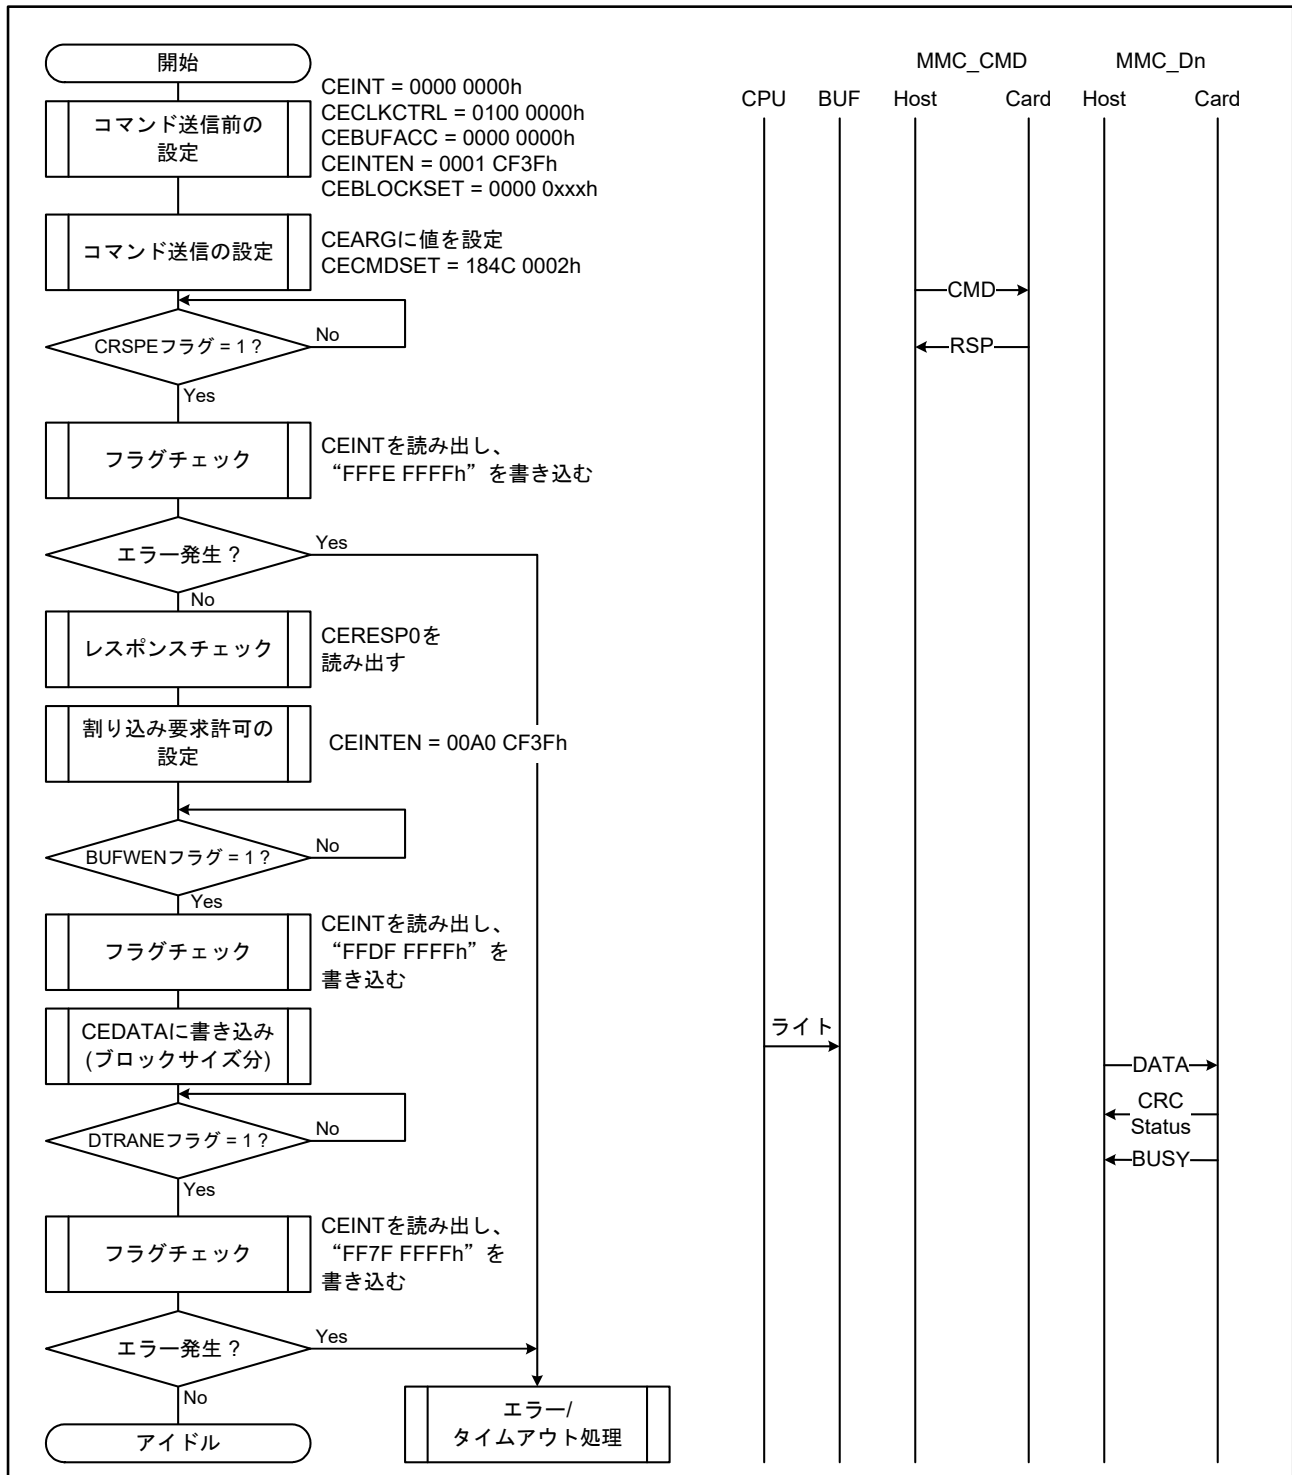 開始
コマンド送信前の
設定
CEINT = 0000 0000h
CECLKCTRL = 0100 0000h
CEBUFACC = 0000 0000h
CEINTEN = 0001 CF3Fh
CEBLOCKSET = 0000 0xxxh
コマンド送信の設定
CEARGに値を設定
CECMDSET = 184C 0002h
CRSPEフラグ = 1 ?
No
Yes
フラグチェック
CEINTを読み出し、
“FFFE FFFFh”を書き込む
エラー発生 ?
Yes
No
レスポンスチェック
CERESP0を
読み出す
割り込み要求許可の
設定
CEINTEN = 00A0 CF3Fh
BUFWENフラグ = 1 ?
No
Yes
フラグチェック
CEINTを読み出し、
“FFDF FFFFh”を
書き込む
CEDATAに書き込み
(ブロックサイズ分)
DTRANEフラグ = 1 ?
No
Yes
フラグチェック
CEINTを読み出し、
“FF7F FFFFh”を
書き込む
エラー発生 ?
Yes
No
アイドル
エラー/
タイムアウト処理
MMC_CMD
MMC_Dn
CPU
BUF
Host
Card
Host
Card
CMD
RSP
ライト
DATA
CRC
Status
BUSY